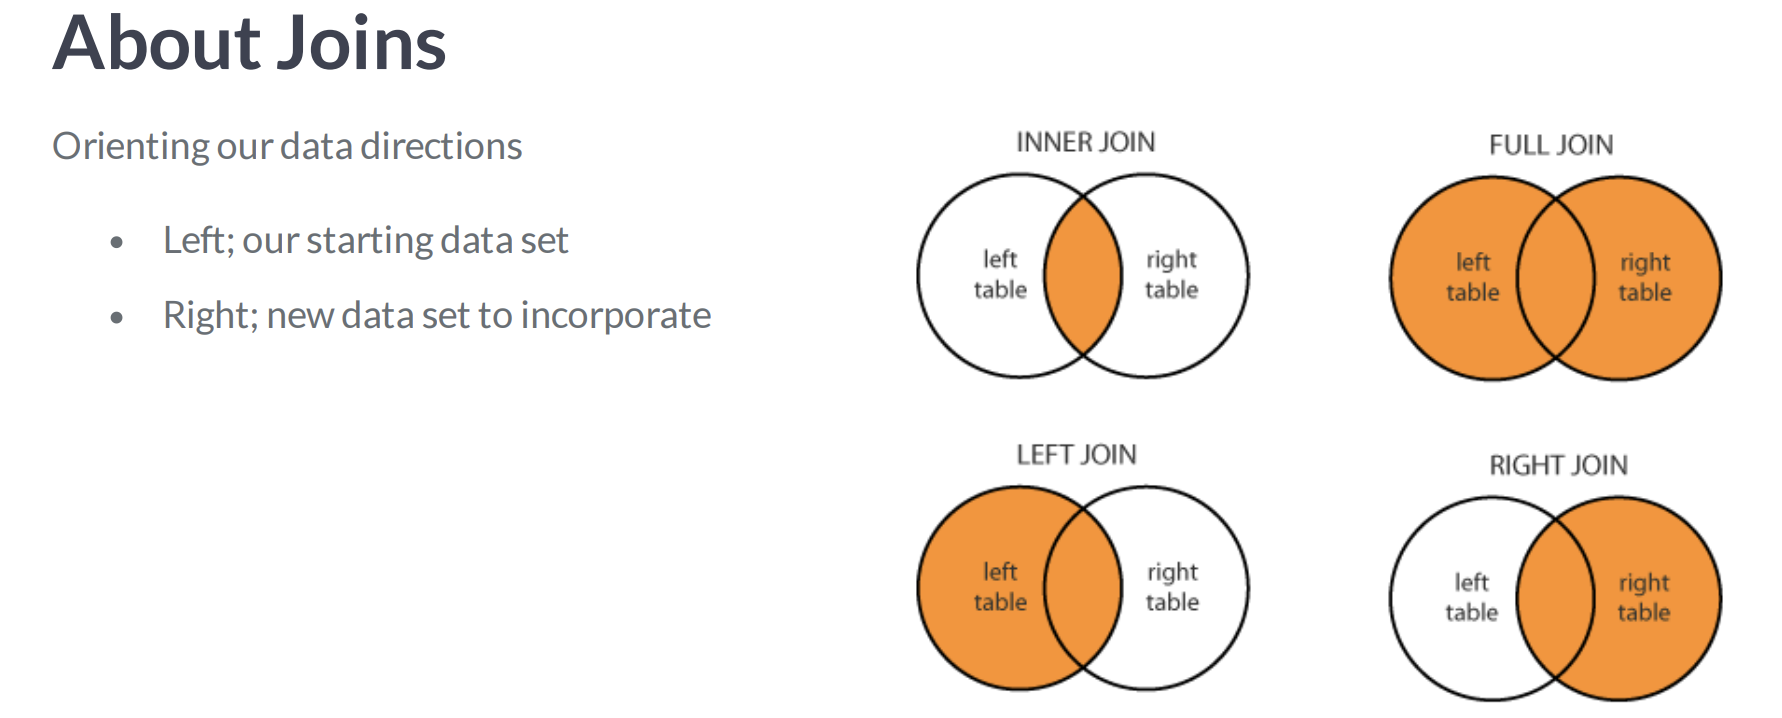 About Joins
Orienting our data directions
• Left; our starting data set
• Right; new data set to incorporate
INNER JOIN
left
table
right
table
FULL JOIN
left
table
right
table
LEFT JOIN
left
table
right
table
RIGHT JOIN
left
table
right
table